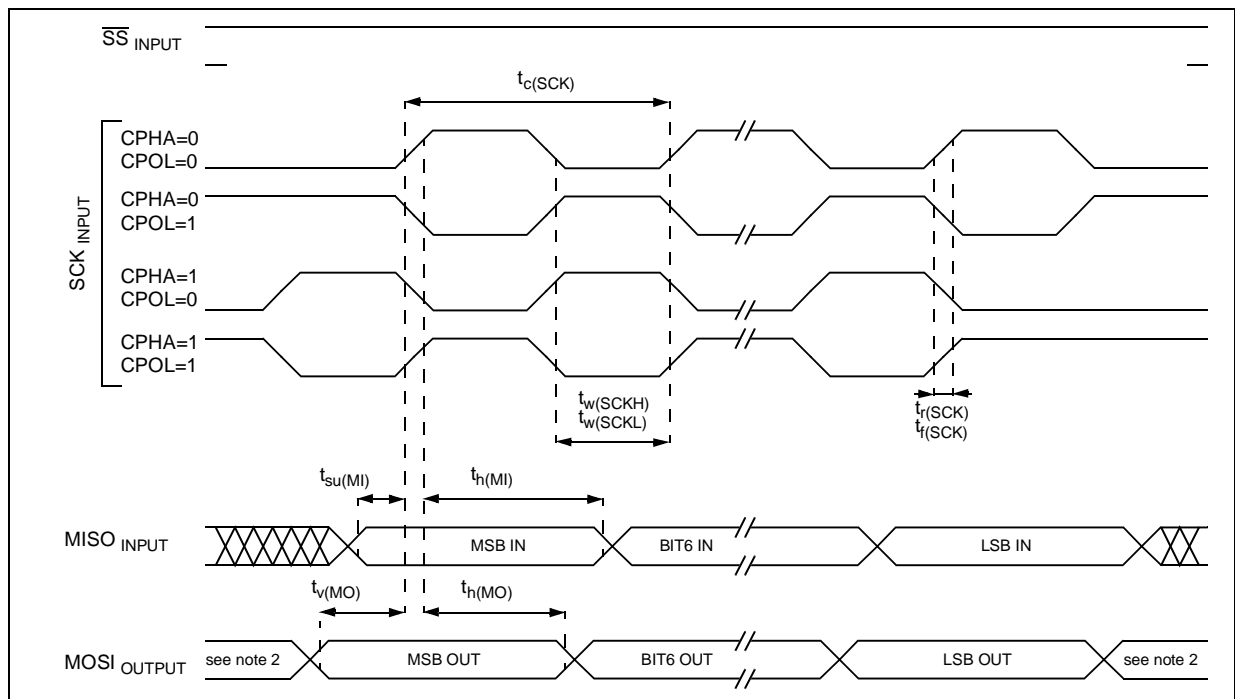 SS INPUT
tc(SCK)
SCK INPUT
CPHA=0
CPOL=0
CPHA=0
CPOL=1
CPHA=1
CPOL=0
CPHA=1
CPOL=1
tw(SCKH)
tw(SCKL)
tr(SCK)
tf(SCK)
tsu(MI)
th(MI)
MISO INPUT
MSB IN
BIT6 IN
LSB IN
tv(MO)
th(MO)
MOSI OUTPUT
see note 2
MSB OUT
BIT6 OUT
LSB OUT
see note 2